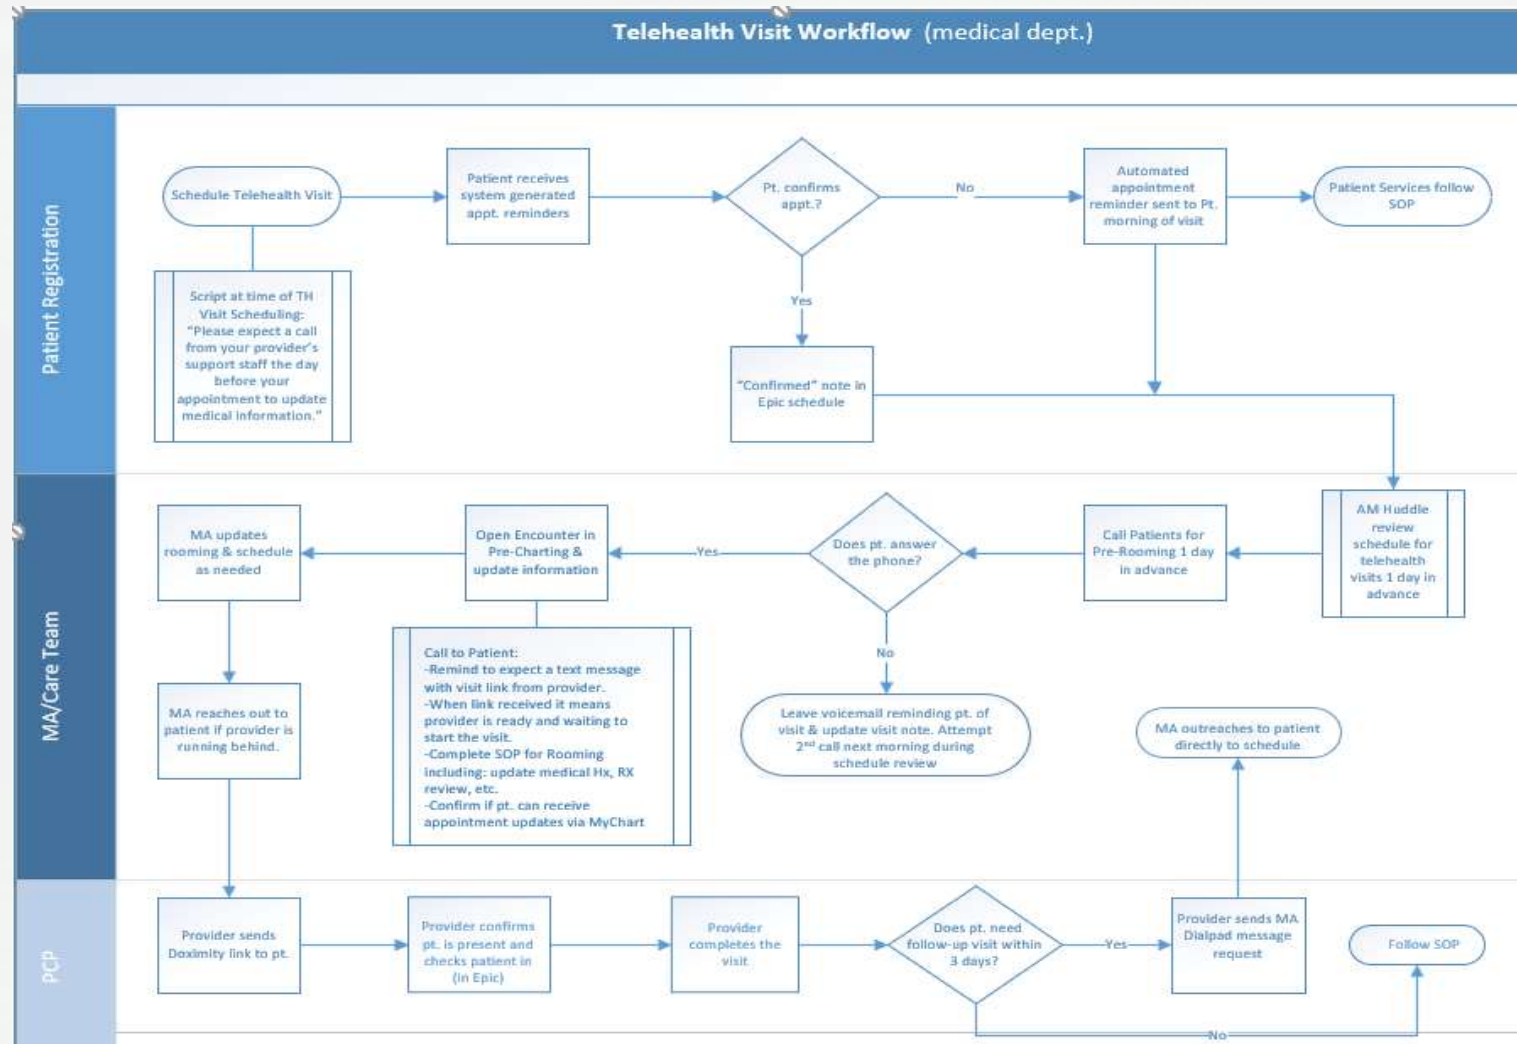 Telehealth Visit Workflow (medical dept.)
Patient Registration
Schedule Telehealth Visit
Patient receives
system generated
appt. reminders
Pt. confirms
appt.?
No
Automated
appointment
reminder sent to Pt.
morning of visit
Patient Services follow
SOP
Script at time of TH
Visit Scheduling:
"Please expect a call
from your provider's
support staff the day
before your
appointment to update
medical information."
Yes
"Confirmed" note in
Epic schedule
MA/Care Team
MA updates
rooming & schedule
as needed
Open Encounter in
Pre-Charting &
update information
Yes
Does pt. answer
the phone?
Call Patients for
Pre-Rooming 1 day
in advance
AM Huddle
review
schedule for
telehealth
visits 1 day in
advance
Call to Patient:
-Remind to expect a text message
with visit link from provider.
-When link received it means
provider is ready and waiting to
start the visit.
-Complete SOP for Rooming
including: update medical Hx, RX
review, etc.
-Confirm if pt. can receive
appointment updates via MyChart
No
MA reaches out to
patient if provider is
running behind.
Leave voicemail reminding pt. of
visit & update visit note. Attempt
2nd call next morning during
schedule review
MA outreaches to patient
directly to schedule
PCP
Provider sends
Doximity link to pt.
Provider confirms
pt. is present and
checks patient in
(in Epic)
Provider
completes the
visit
Does pt. need
follow-up visit within
3 days?
Yes
Provider sends MA
Dialpad message
request
Follow SOP
No